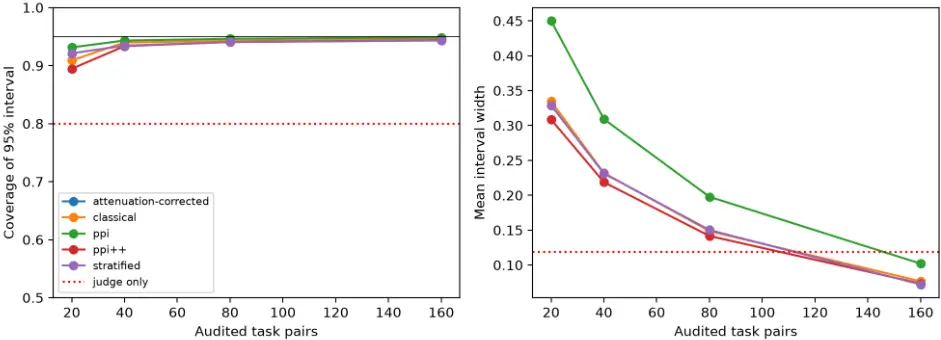 1.0
0.9
0.8
0.7
0.6
0.5
Coverage of 95% interval
attenuation-corrected
classical
ppi
ppi++
stratified
judge only
20 40 60 80 100 120 140 160
Audited task pairs
0.45
0.40
0.35
0.30
0.25
0.20
0.15
0.10
Mean interval width
20 40 60 80 100 120 140 160
Audited task pairs